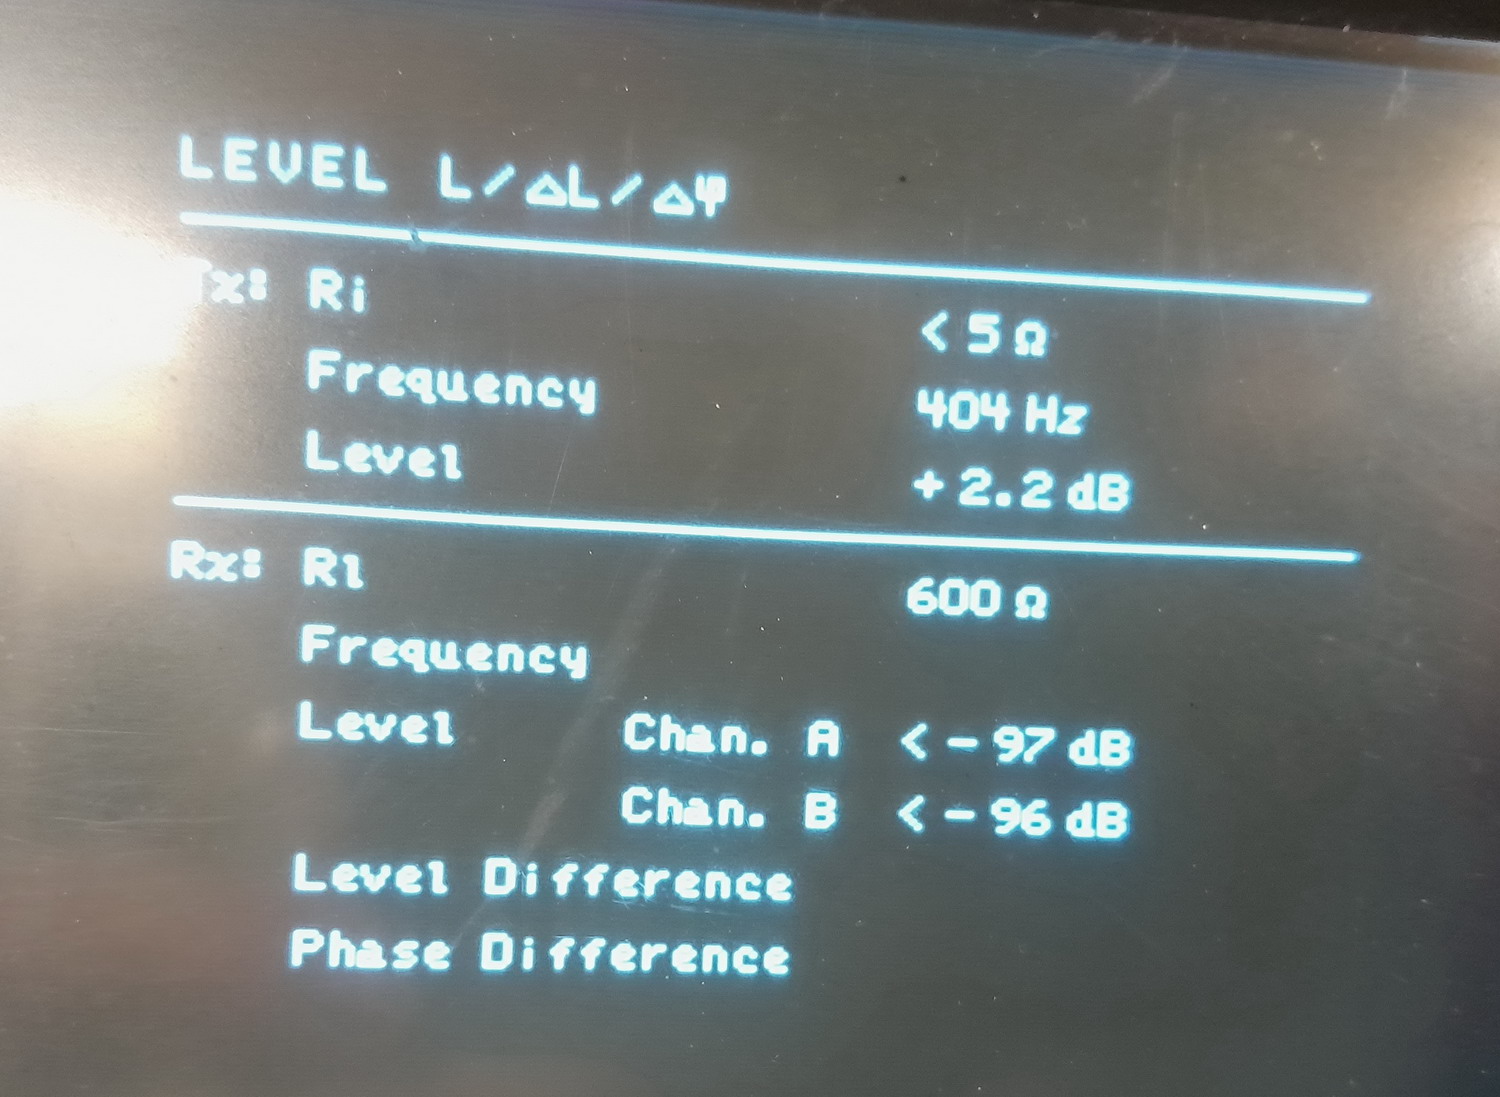 LEVEL L/ΔL/Δφ
Tx: Ri < 5 Ω
Frequency 404 Hz
Level + 2.2 dB
Rx: Rl 600 Ω
Frequency
Level Chan. A < - 97 dB
Chan. B < - 96 dB
Level Difference
Phase Difference